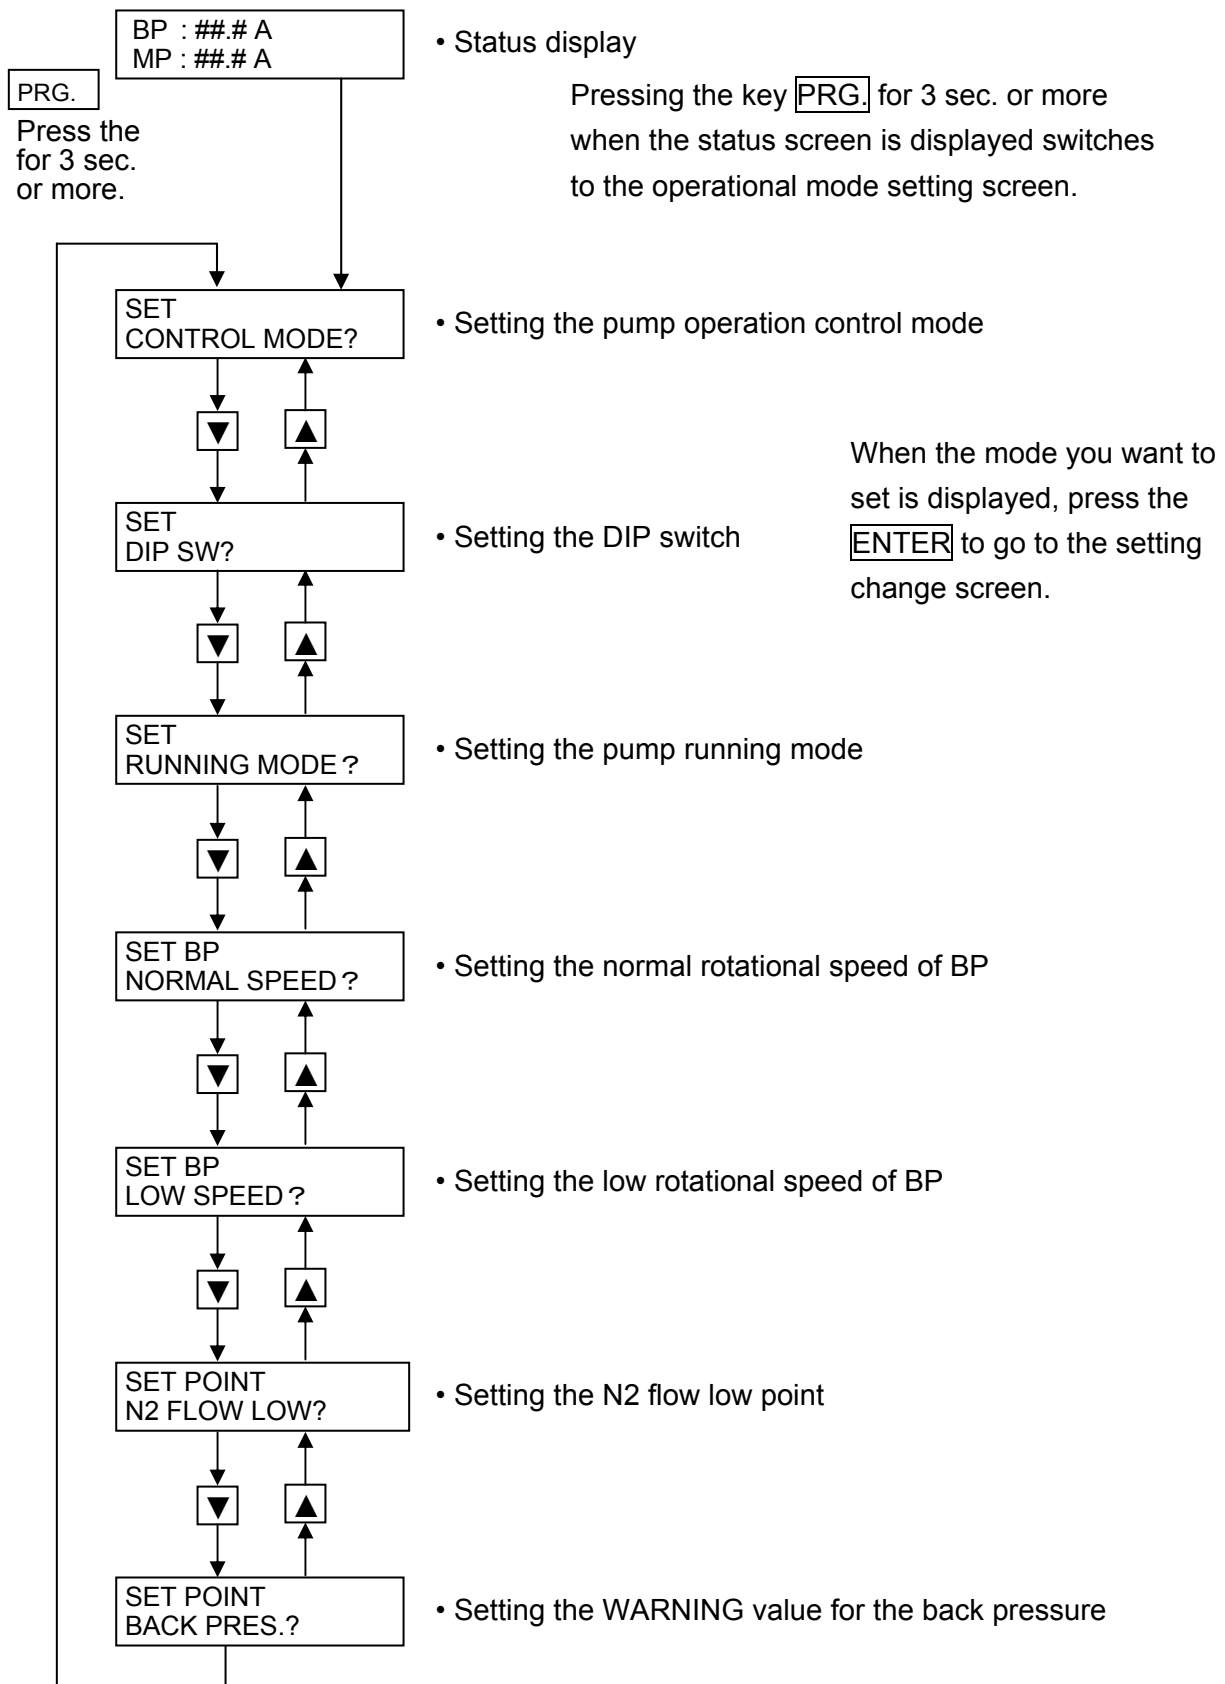 BP : ##.# A
MP : ##.# A
• Status display
PRG.
Press the
for 3 sec.
or more.
Pressing the key PRG. for 3 sec. or more
when the status screen is displayed switches
to the operational mode setting screen.
SET
CONTROL MODE?
• Setting the pump operation control mode
▼ ▲
When the mode you want to
set is displayed, press the
ENTER to go to the setting
change screen.
SET
DIP SW?
• Setting the DIP switch
▼ ▲
SET
RUNNING MODE?
• Setting the pump running mode
▼ ▲
SET BP
NORMAL SPEED?
• Setting the normal rotational speed of BP
▼ ▲
SET BP
LOW SPEED?
• Setting the low rotational speed of BP
▼ ▲
SET POINT
N2 FLOW LOW?
• Setting the N2 flow low point
▼ ▲
SET POINT
BACK PRES.?
• Setting the WARNING value for the back pressure